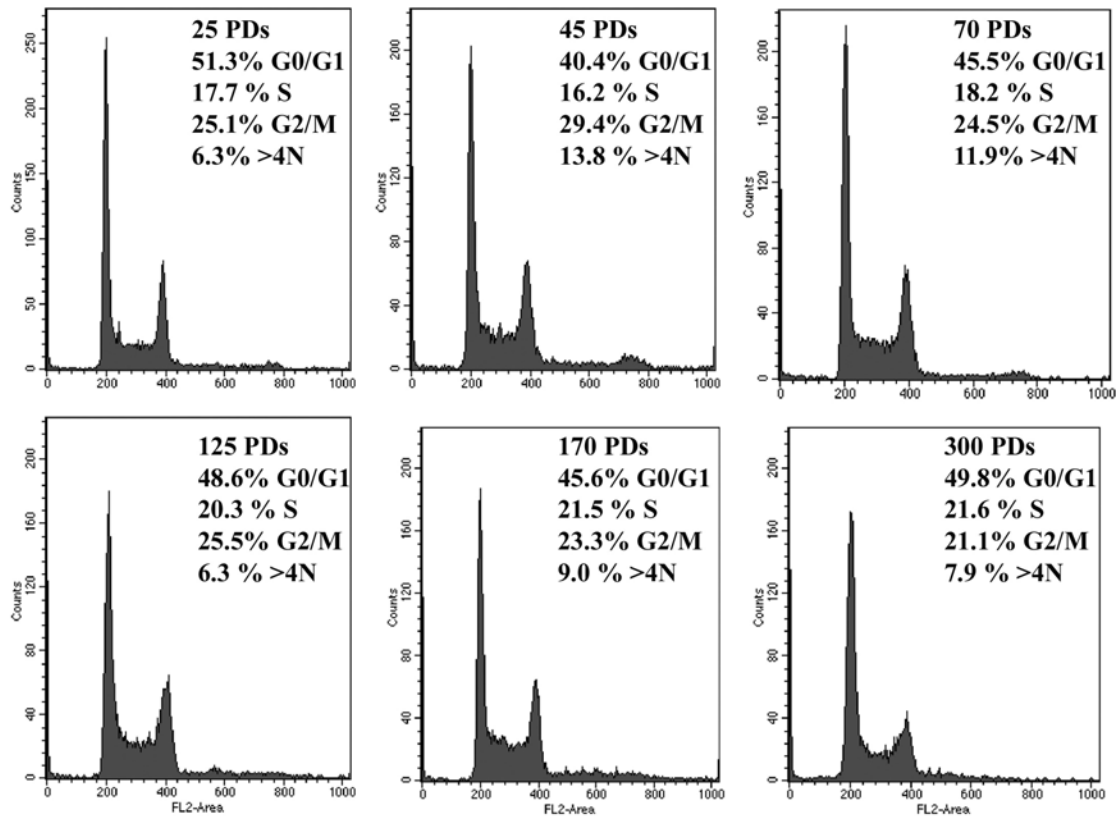 25 PDs
51.3% G0/G1
17.7 % S
25.1% G2/M
6.3% >4N
Counts
0 50 100 150 200 250
0 200 400 600 800 1000
45 PDs
40.4% G0/G1
16.2 % S
29.4% G2/M
13.8 % >4N
Counts
0 40 80 120 160 200
0 200 400 600 800 1000
70 PDs
45.5% G0/G1
18.2 % S
24.5% G2/M
11.9% >4N
Counts
0 40 80 120 160 200
0 200 400 600 800 1000
125 PDs
48.6% G0/G1
20.3 % S
25.5% G2/M
6.3 % >4N
Counts
0 40 80 120 160 200
0 200 400 600 800 1000
FL2-Area
170 PDs
45.6% G0/G1
21.5 % S
23.3% G2/M
9.0 % >4N
Counts
0 40 80 120 160 200
0 200 400 600 800 1000
FL2-Area
300 PDs
49.8% G0/G1
21.6 % S
21.1% G2/M
7.9 % >4N
Counts
0 40 80 120 160 200
0 200 400 600 800 1000
FL2-Area